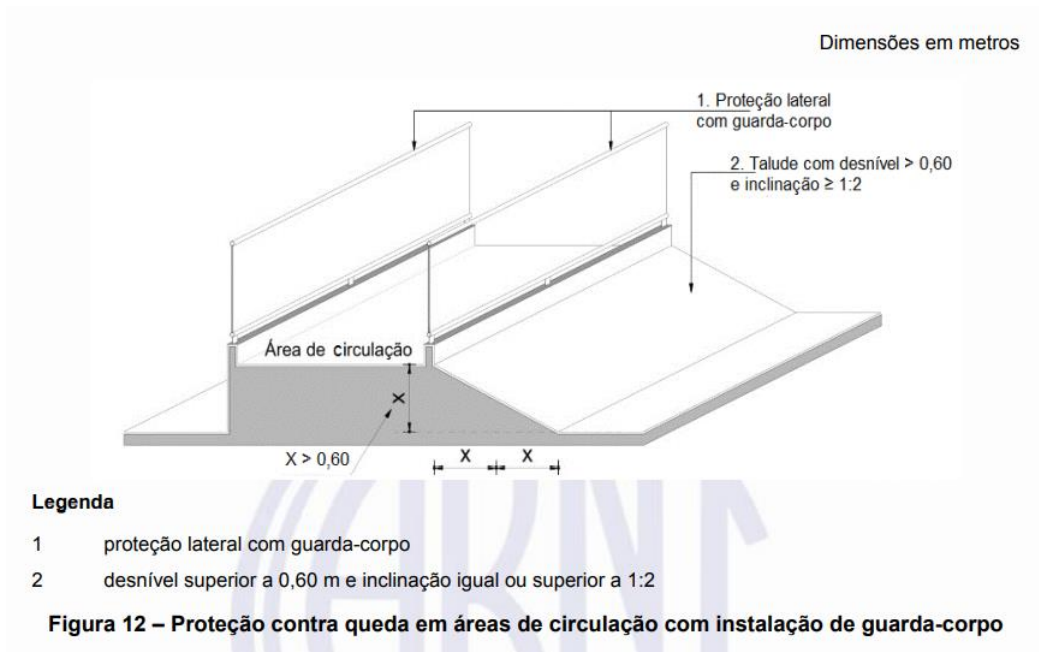 Dimensões em metros
1. Proteção lateral
com guarda-corpo
2. Talude com desnível > 0,60
e inclinação ≥ 1:2
Área de circulação
X
X > 0,60
X X
Legenda
1 proteção lateral com guarda-corpo
2 desnível superior a 0,60 m e inclinação igual ou superior a 1:2
Figura 12 – Proteção contra queda em áreas de circulação com instalação de guarda-corpo